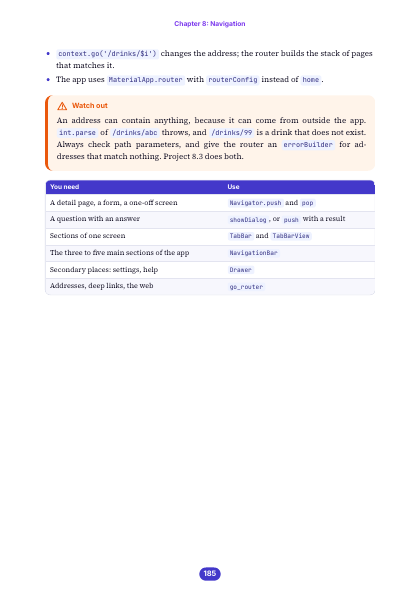 Chapter 8: Navigation
• context.go('/drinks/$i') changes the address; the router builds the stack of pages
that matches it.
• The app uses MaterialApp.router with routerConfig instead of home.
Watch out
An address can contain anything, because it can come from outside the app.
int.parse of /drinks/abc throws, and /drinks/99 is a drink that does not exist.
Always check path parameters, and give the router an errorBuilder for ad-
dresses that match nothing. Project 8.3 does both.
You need Use
A detail page, a form, a one-off screen Navigator.push and pop
A question with an answer showDialog, or push with a result
Sections of one screen TabBar and TabBarView
The three to five main sections of the app NavigationBar
Secondary places: settings, help Drawer
Addresses, deep links, the web go_router
185